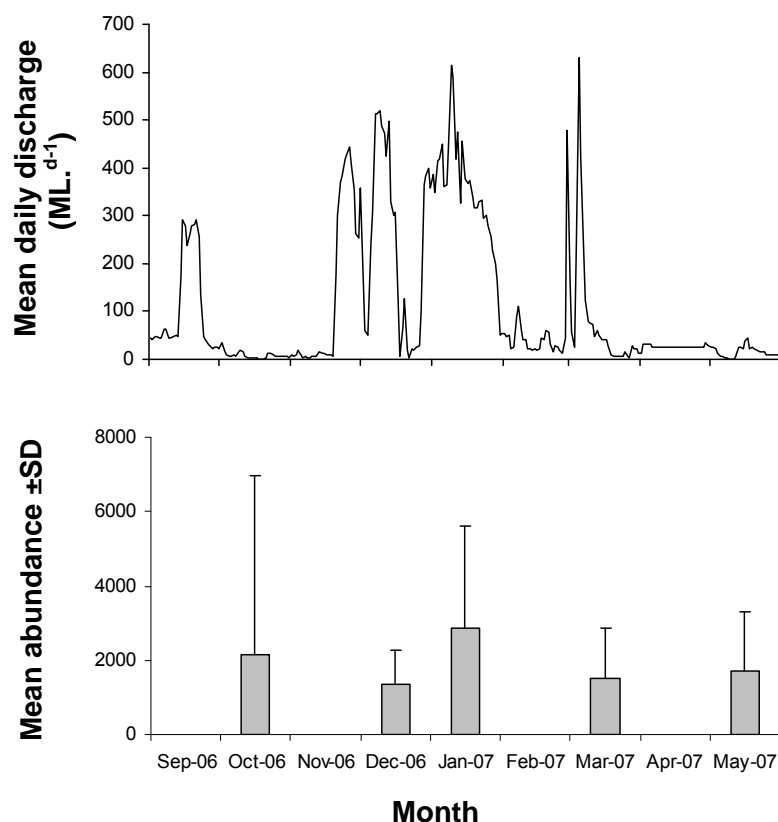 Mean daily discharge
(ML. d-1)
700
600
500
400
300
200
100
0
Mean abundance ±SD
8000
6000
4000
2000
0
Sep-06 Oct-06 Nov-06 Dec-06 Jan-07 Feb-07 Mar-07 Apr-07 May-07
Month